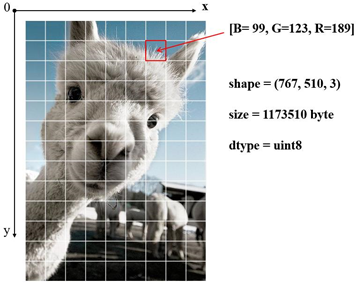 0
x
[B= 99, G=123, R=189]
shape = (767, 510, 3)
size = 1173510 byte
dtype = uint8
y